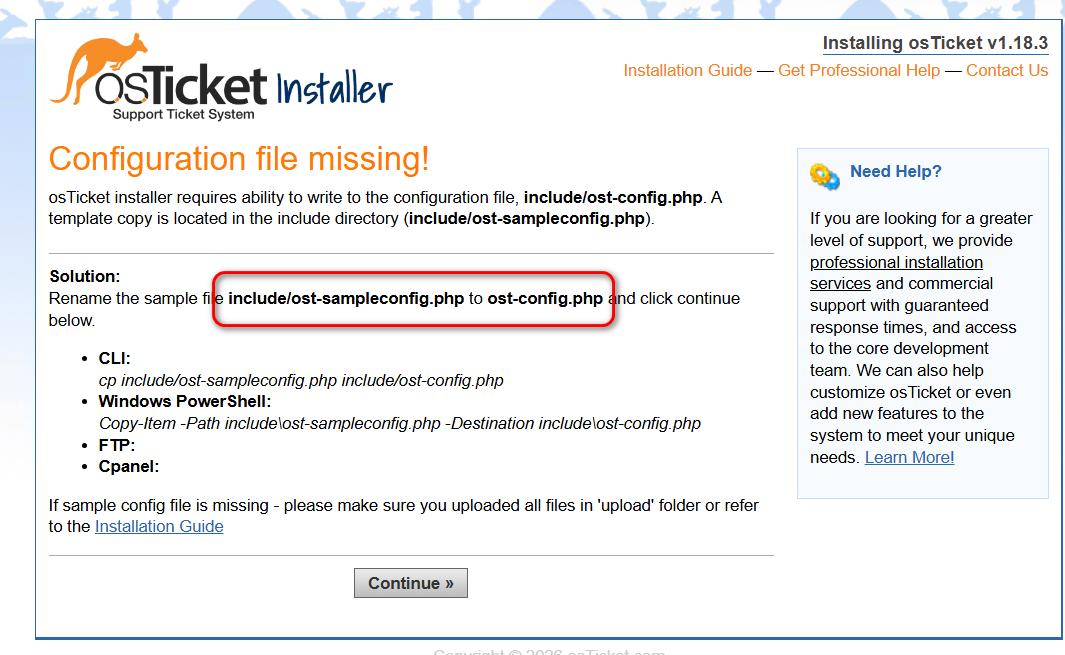 Installing osTicket v1.18.3
Installation Guide — Get Professional Help — Contact Us
osTicket Installer
Support Ticket System
Configuration file missing!
osTicket installer requires ability to write to the configuration file, include/ost-config.php. A
template copy is located in the include directory (include/ost-sampleconfig.php).
Solution:
Rename the sample file include/ost-sampleconfig.php to ost-config.php and click continue
below.
• CLI:
cp include/ost-sampleconfig.php include/ost-config.php
• Windows PowerShell:
Copy-Item -Path include\ost-sampleconfig.php -Destination include\ost-config.php
• FTP:
• Cpanel:
If sample config file is missing - please make sure you uploaded all files in 'upload' folder or refer
to the Installation Guide
Continue »
Need Help?
If you are looking for a greater
level of support, we provide
professional installation
services and commercial
support with guaranteed
response times, and access
to the core development
team. We can also help
customize osTicket or even
add new features to the
system to meet your unique
needs. Learn More!
Copyright © 2026 osTicket.com